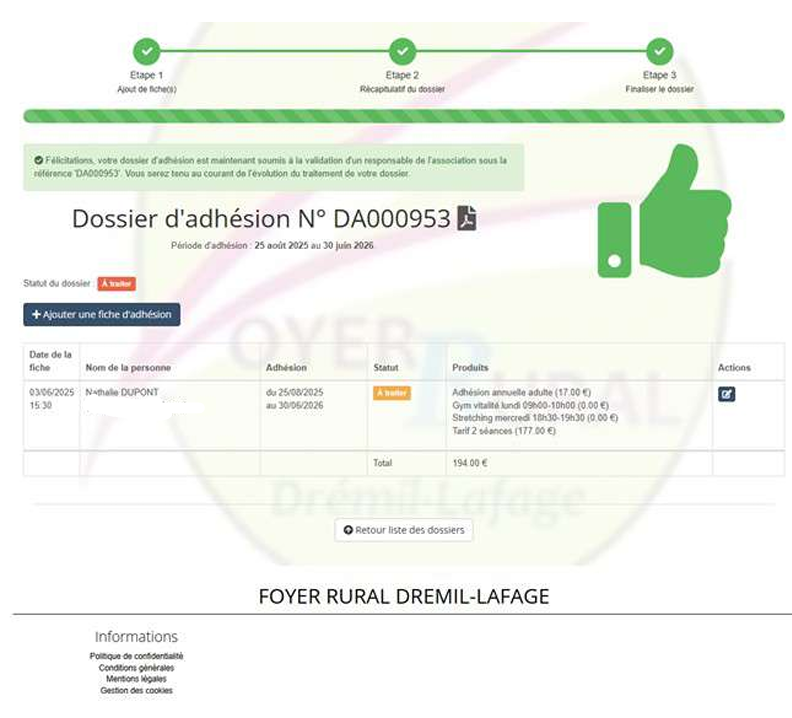 Etape 1
Ajout de fiche(s)
Etape 2
Récapitulatif du dossier
Etape 3
Finaliser le dossier
Félicitations, votre dossier d'adhésion est maintenant soumis à la validation d'un responsable de l'association sous la
référence 'DA000953'. Vous serez tenu au courant de l'évolution du traitement de votre dossier.
Dossier d'adhésion N° DA000953
Période d'adhésion : 25 août 2025 au 30 juin 2026
Statut du dossier : À traiter
Ajouter une fiche d'adhésion
Date de la fiche Nom de la personne Adhésion Statut Produits Actions
03/06/2025 15:30
Nathalie DUPONT
du 25/08/2025
au 30/06/2026
À traiter
Adhésion annuelle adulte (17.00 €)
Gym vitalité lundi 09h00-10h00 (0.00 €)
Stretching mercredi 18h30-19h30 (0.00 €)
Tarif 2 séances (177.00 €)
Total 194.00 €
OYER
RURAL
Drémil-Lafage
Retour liste des dossiers
FOYER RURAL DREMIL-LAFAGE
Informations
Politique de confidentialité
Conditions générales
Mentions légales
Gestion des cookies